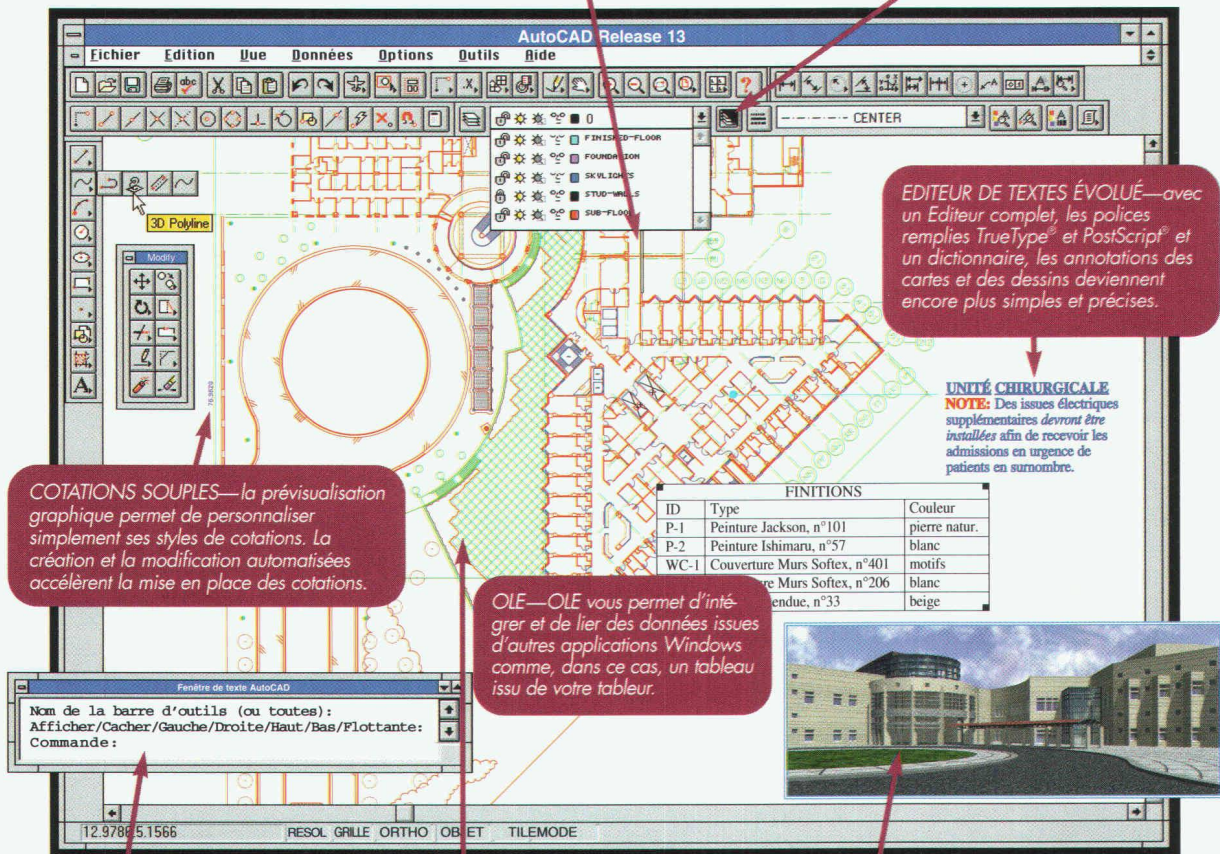 AutoCAD Release 13
Fichier Edition Vue Données Options Outils Aide
abc
0
CENTER
FINISHED-FLOOR
FOUNDATION
SKYLIGHTS
STUD-WALLS
SUB-FLOOR
3D Polyline
Modify
EDITEUR DE TEXTES ÉVOLUÉ—avec
un Editeur complet, les polices
remplies TrueType® et PostScript® et
un dictionnaire, les annotations des
cartes et des dessins deviennent
encore plus simples et précises.
UNITÉ CHIRURGICALE
NOTE: Des issues électriques
supplémentaires devront être
installées afin de recevoir les
admissions en urgence de
patients en surnombre.
COTATIONS SOUPLES—la prévisualisation
graphique permet de personnaliser
simplement ses styles de cotations. La
création et la modification automatisées
accélèrent la mise en place des cotations.
FINITIONS
ID Type Couleur
P-1 Peinture Jackson, n°101 pierre natur.
P-2 Peinture Ishimaru, n°57 blanc
WC-1 Couverture Murs Softex, n°401 motifs
re Murs Softex, n°206 blanc
endue, n°33 beige
OLE—OLE vous permet d'inté-
grer et de lier des données issues
d'autres applications Windows
comme, dans ce cas, un tableau
issu de votre tableur.
Fenêtre de texte AutoCAD
Nom de la barre d'outils (ou toutes):
Afficher/Cacher/Gauche/Droite/Haut/Bas/Flottante:
Commande:
12.9786 5.1566 RESOL GRILLE ORTHO OBJET TILEMODE